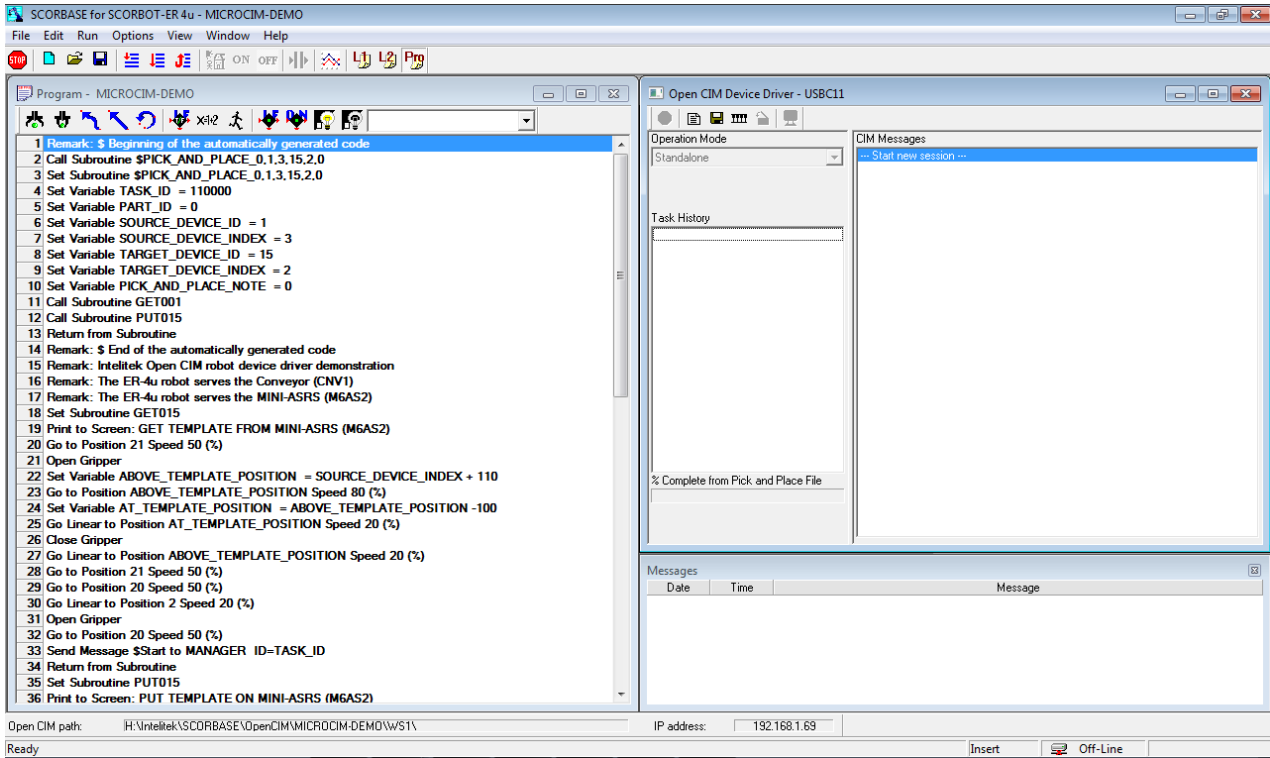 SCORBASE for SCORBOT-ER 4u - MICROCIM-DEMO
File Edit Run Options View Window Help
STOP ON OFF L1 L2 Prg
Program - MICROCIM-DEMO
1 Remark: $ Beginning of the automatically generated code
2 Call Subroutine $PICK_AND_PLACE_0,1,3,15,2,0
3 Set Subroutine $PICK_AND_PLACE_0,1,3,15,2,0
4 Set Variable TASK_ID = 110000
5 Set Variable PART_ID = 0
6 Set Variable SOURCE_DEVICE_ID = 1
7 Set Variable SOURCE_DEVICE_INDEX = 3
8 Set Variable TARGET_DEVICE_ID = 15
9 Set Variable TARGET_DEVICE_INDEX = 2
10 Set Variable PICK_AND_PLACE_NOTE = 0
11 Call Subroutine GET001
12 Call Subroutine PUT015
13 Return from Subroutine
14 Remark: $ End of the automatically generated code
15 Remark: Intelitek Open CIM robot device driver demonstration
16 Remark: The ER-4u robot serves the Conveyor (CNV1)
17 Remark: The ER-4u robot serves the MINI-ASRS (M6AS2)
18 Set Subroutine GET015
19 Print to Screen: GET TEMPLATE FROM MINI-ASRS (M6AS2)
20 Go to Position 21 Speed 50 (%)
21 Open Gripper
22 Set Variable ABOVE_TEMPLATE_POSITION = SOURCE_DEVICE_INDEX + 110
23 Go to Position ABOVE_TEMPLATE_POSITION Speed 80 (%)
24 Set Variable AT_TEMPLATE_POSITION = ABOVE_TEMPLATE_POSITION -100
25 Go Linear to Position AT_TEMPLATE_POSITION Speed 20 (%)
26 Close Gripper
27 Go Linear to Position ABOVE_TEMPLATE_POSITION Speed 20 (%)
28 Go to Position 21 Speed 50 (%)
29 Go to Position 20 Speed 50 (%)
30 Go Linear to Position 2 Speed 20 (%)
31 Open Gripper
32 Go to Position 20 Speed 50 (%)
33 Send Message $Start to MANAGER ID=TASK_ID
34 Return from Subroutine
35 Set Subroutine PUT015
36 Print to Screen: PUT TEMPLATE ON MINI-ASRS (M6AS2)
Open CIM Device Driver - USBC11
Operation Mode
Standalone
Task History
% Complete from Pick and Place File
CIM Messages
--- Start new session ---
Messages
Date Time Message
Open CIM path: H:\Intelitek\SCORBASE\OpenCIM\MICROCIM-DEMO\WS1\ IP address: 192.168.1.69
Ready Insert Off-Line